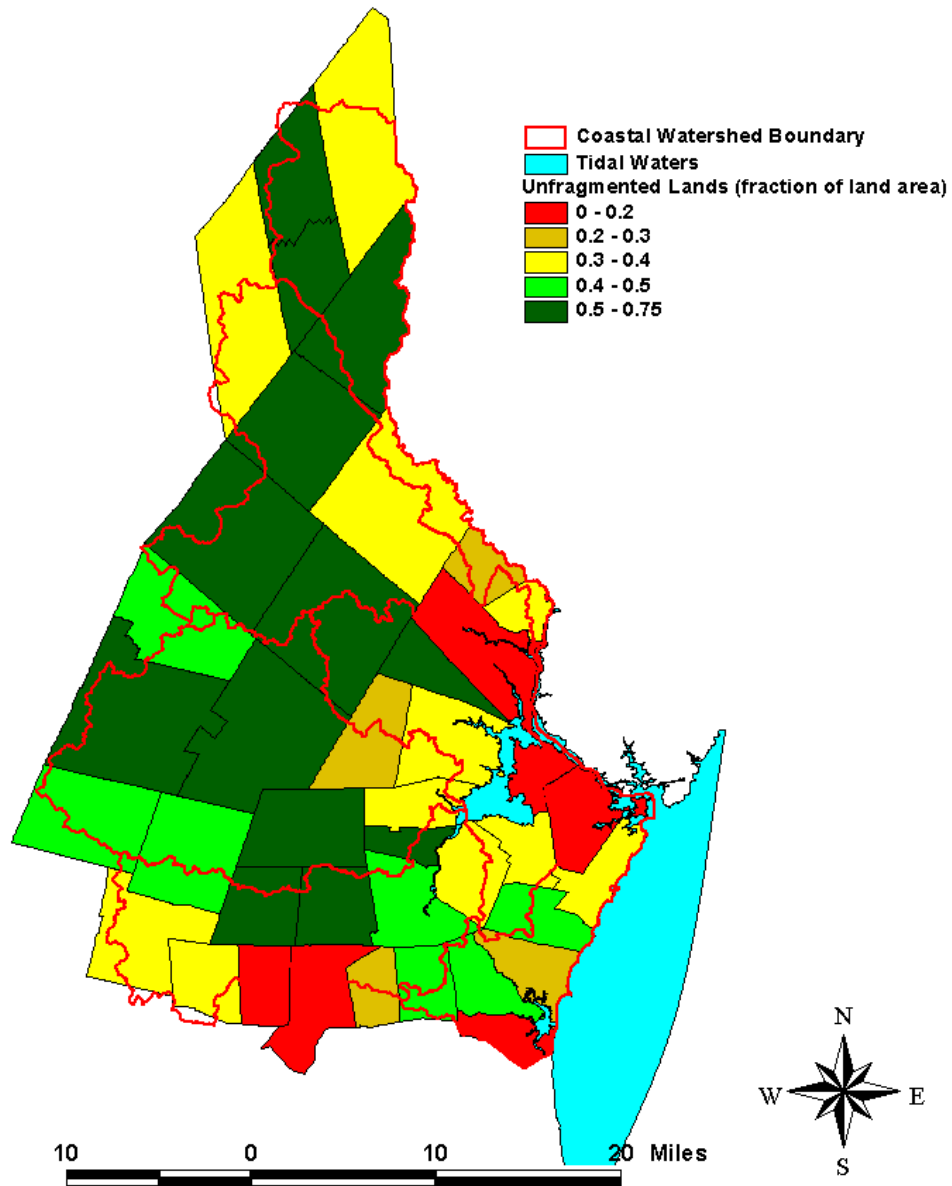 Coastal Watershed Boundary
Tidal Waters
Unfragmented Lands (fraction of land area)
0 - 0.2
0.2 - 0.3
0.3 - 0.4
0.4 - 0.5
0.5 - 0.75
N
W E
S
10 0 10 20 Miles